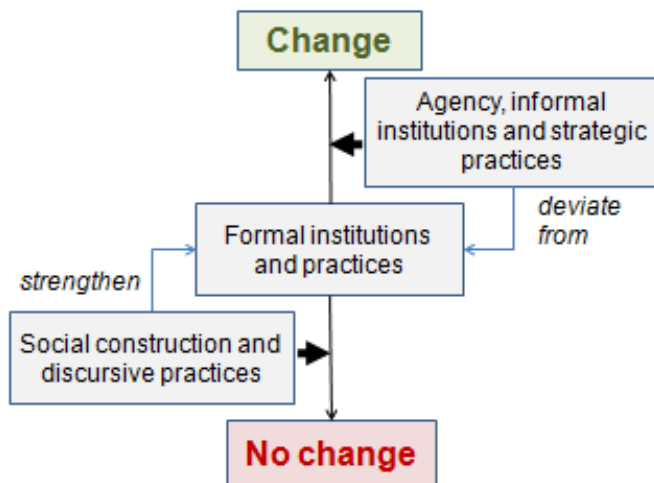 Change
Agency, informal
institutions and strategic
practices
deviate
from
Formal institutions
and practices
strengthen
Social construction and
discursive practices
No change